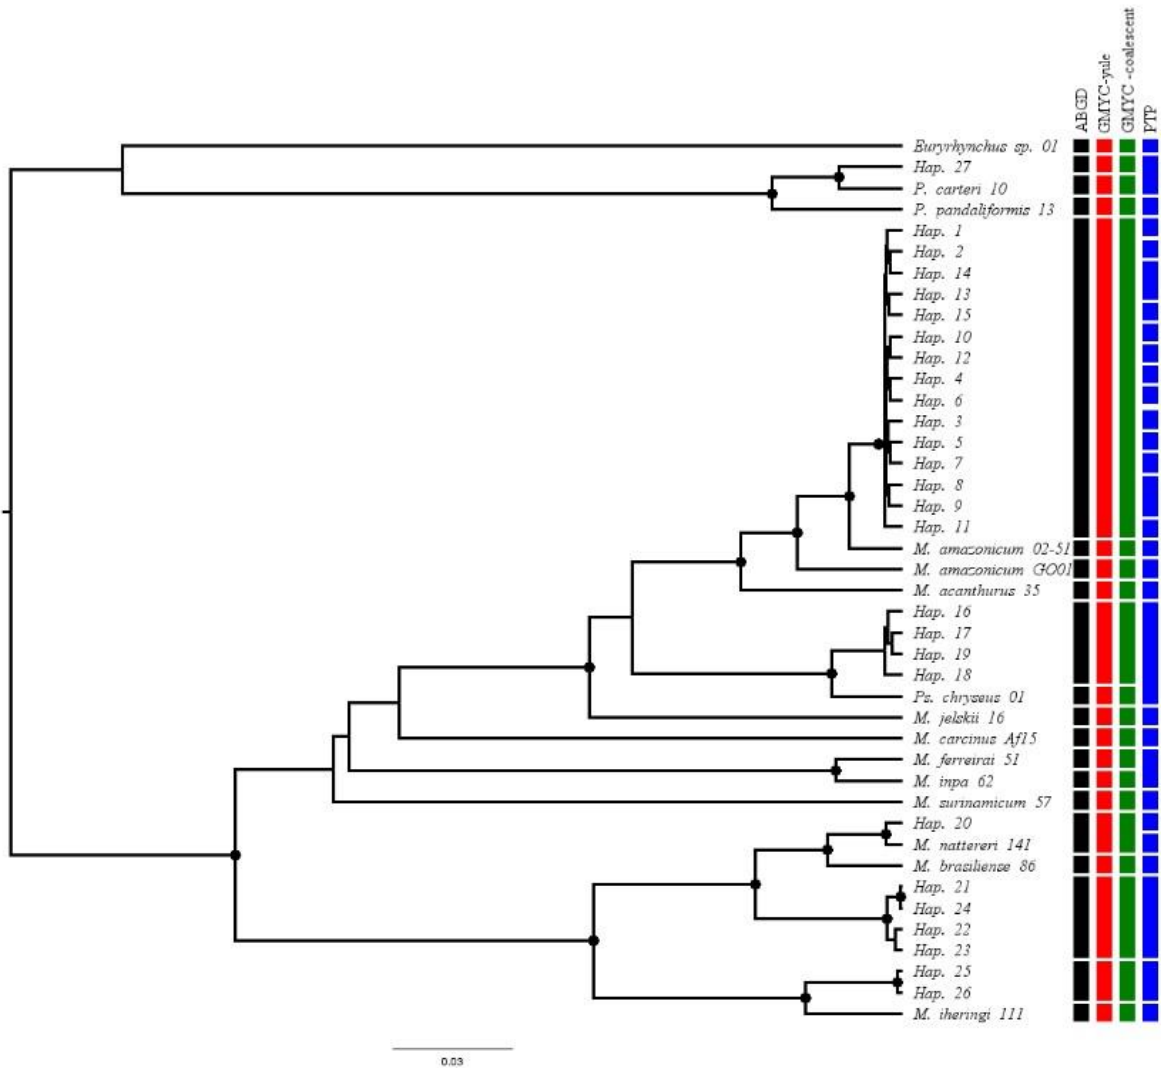 ABGD
GMYC-yule
GMYC -coalescent
PTP
Euryrhynchus sp. 01
Hap. 27
P. carteri 10
P. pandaliformis 13
Hap. 1
Hap. 2
Hap. 14
Hap. 13
Hap. 15
Hap. 10
Hap. 12
Hap. 4
Hap. 6
Hap. 3
Hap. 5
Hap. 7
Hap. 8
Hap. 9
Hap. 11
M. amazonicum 02-51
M. amazonicum GO01
M. acanthurus 35
Hap. 16
Hap. 17
Hap. 19
Hap. 18
Ps. chryseus 01
M. jelskii 16
M. carcinus Af15
M. ferreirai 51
M. inpa 62
M. surinamicum 57
Hap. 20
M. nattereri 141
M. brasiliense 86
Hap. 21
Hap. 24
Hap. 22
Hap. 23
Hap. 25
Hap. 26
M. iheringi 111
0.03